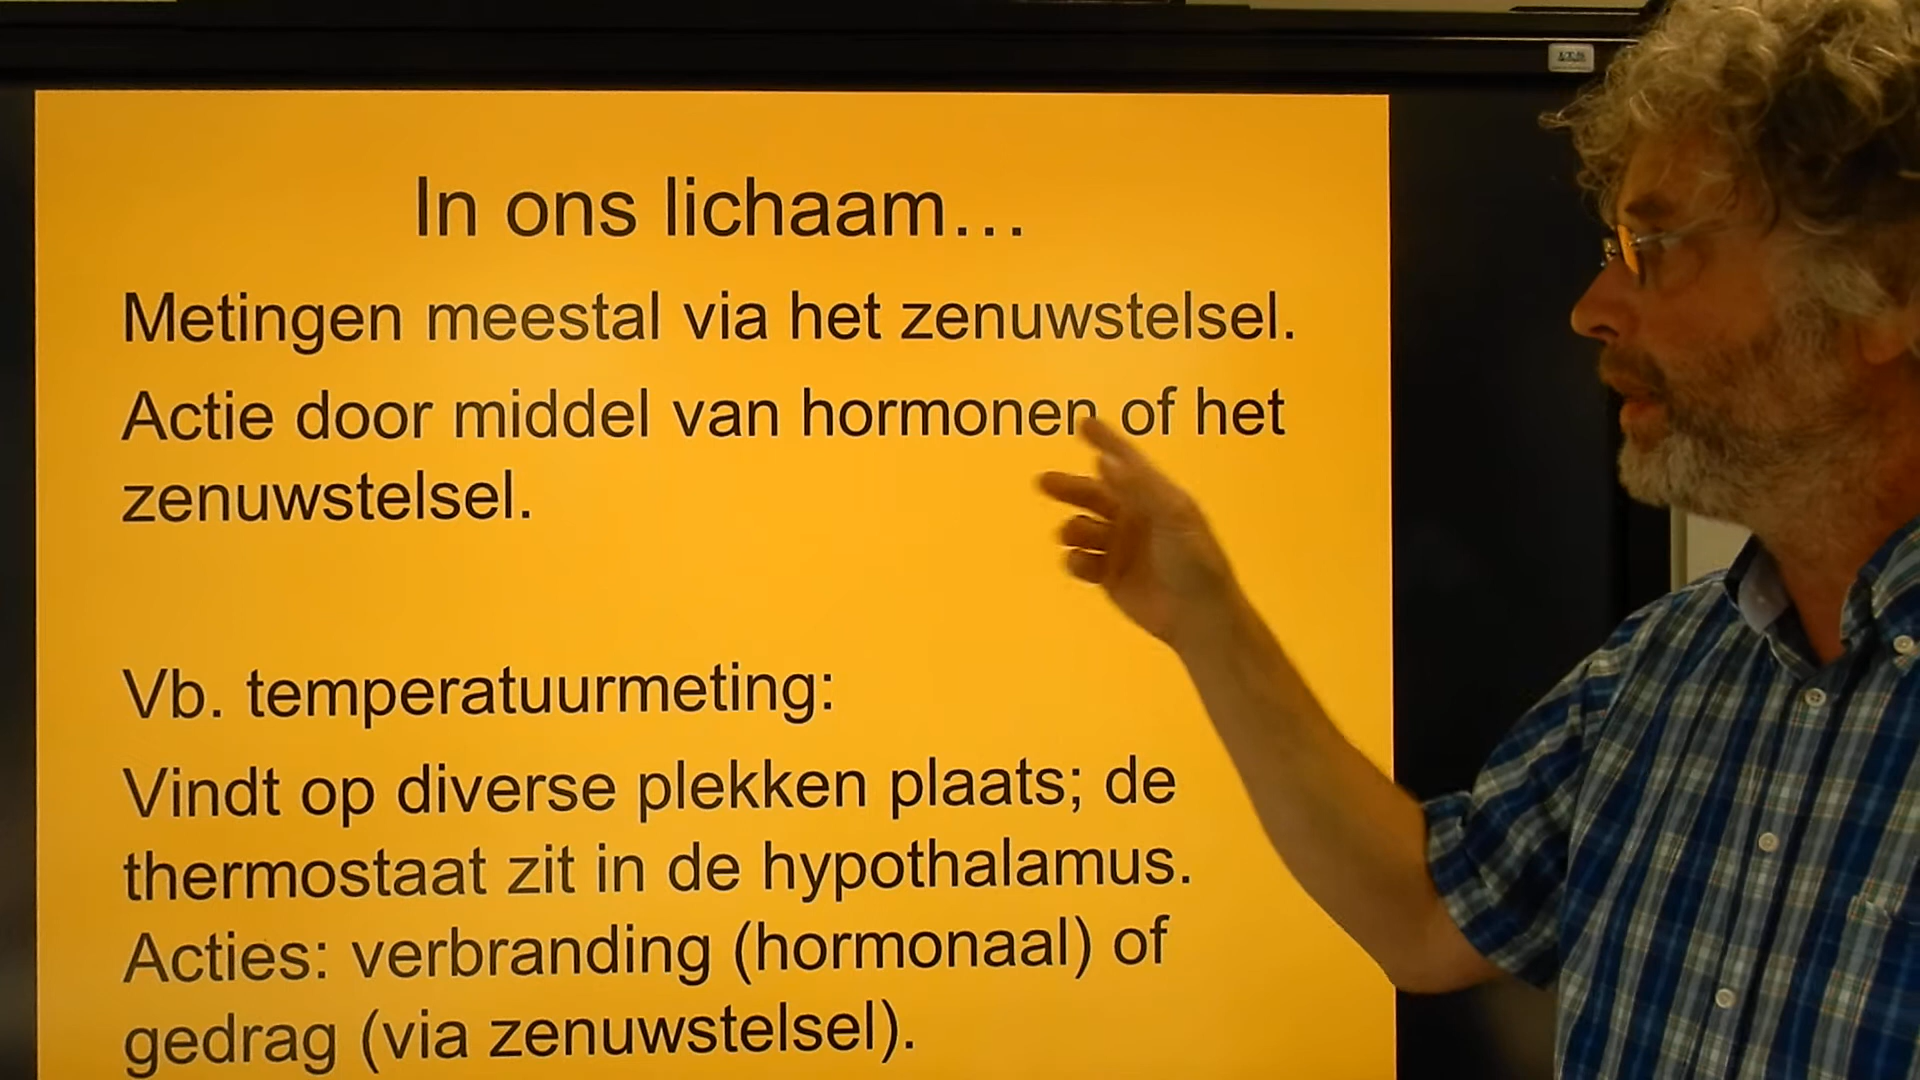 In ons lichaam…
Metingen meestal via het zenuwstelsel.
Actie door middel van hormonen of het
zenuwstelsel.
Vb. temperatuurmeting:
Vindt op diverse plekken plaats; de
thermostaat zit in de hypothalamus.
Acties: verbranding (hormonaal) of
gedrag (via zenuwstelsel).